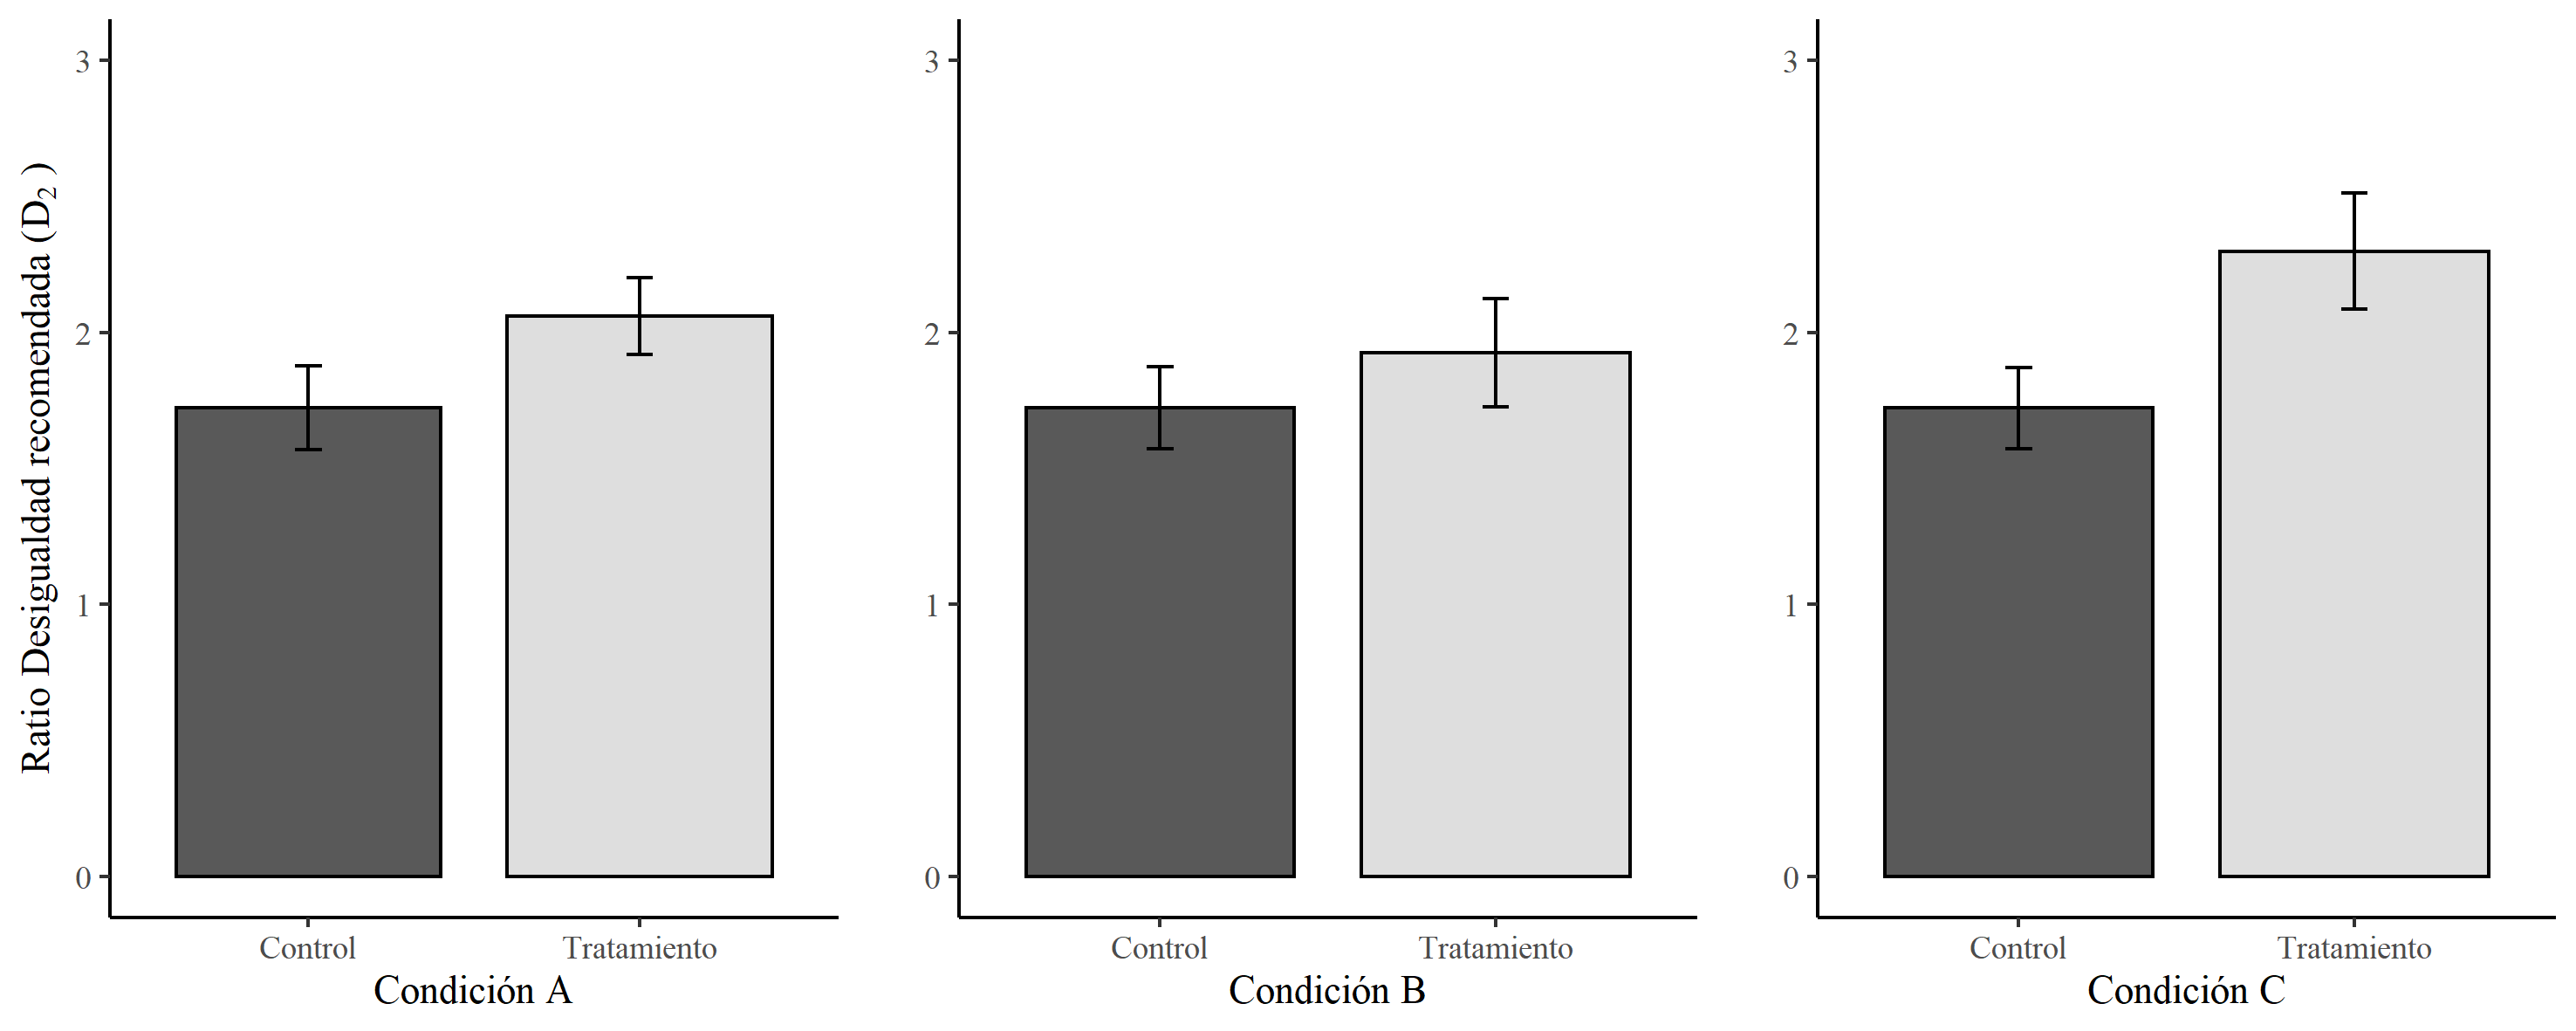 Ratio Desigualdad recomendada (D2 )
3
2
1
0
Control Tratamiento
Condición A
3
2
1
0
Control Tratamiento
Condición B
3
2
1
0
Control Tratamiento
Condición C